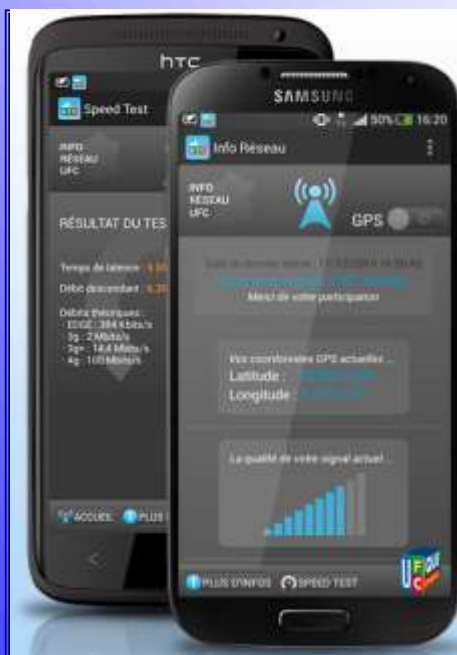 hTC
Speed Test
INFO
RÉSEAU
UFC
RÉSULTAT DU TES
Temps de latence :
Débit descendant :
Débits théoriques :
- EDGE : 384 Kbits/s
- 3g : 2 Mbits/s
- 3g+ : 14,4 Mbits/s
- 4g : 100 Mbits/s
ACCUEIL
PLUS
SAMSUNG
50% 16:20
Info Réseau
INFO
RÉSEAU
UFC
GPS
Merci de votre participation
Vos coordonnées GPS actuelles ...
Latitude :
Longitude :
La qualité de votre signal actuel ...
PLUS D'INFOS
SPEED TEST
UFC QUE